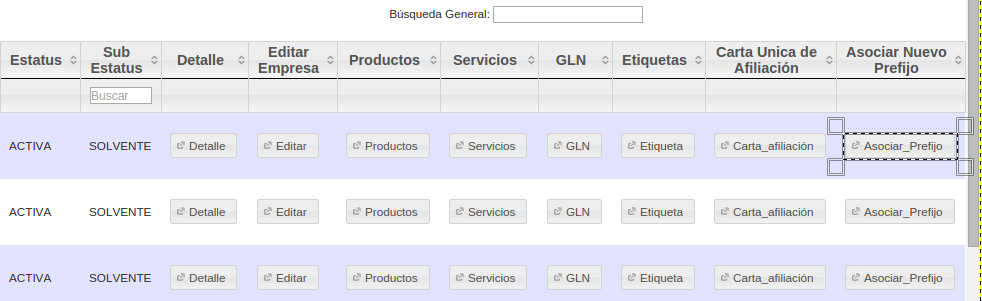 Búsqueda General:
Estatus Sub Estatus Detalle Editar Empresa Productos Servicios GLN Etiquetas Carta Unica de Afiliación Asociar Nuevo Prefijo
Buscar
ACTIVA SOLVENTE Detalle Editar Productos Servicios GLN Etiqueta Carta_afiliación Asociar_Prefijo
ACTIVA SOLVENTE Detalle Editar Productos Servicios GLN Etiqueta Carta_afiliación Asociar_Prefijo
ACTIVA SOLVENTE Detalle Editar Productos Servicios GLN Etiqueta Carta_afiliación Asociar_Prefijo